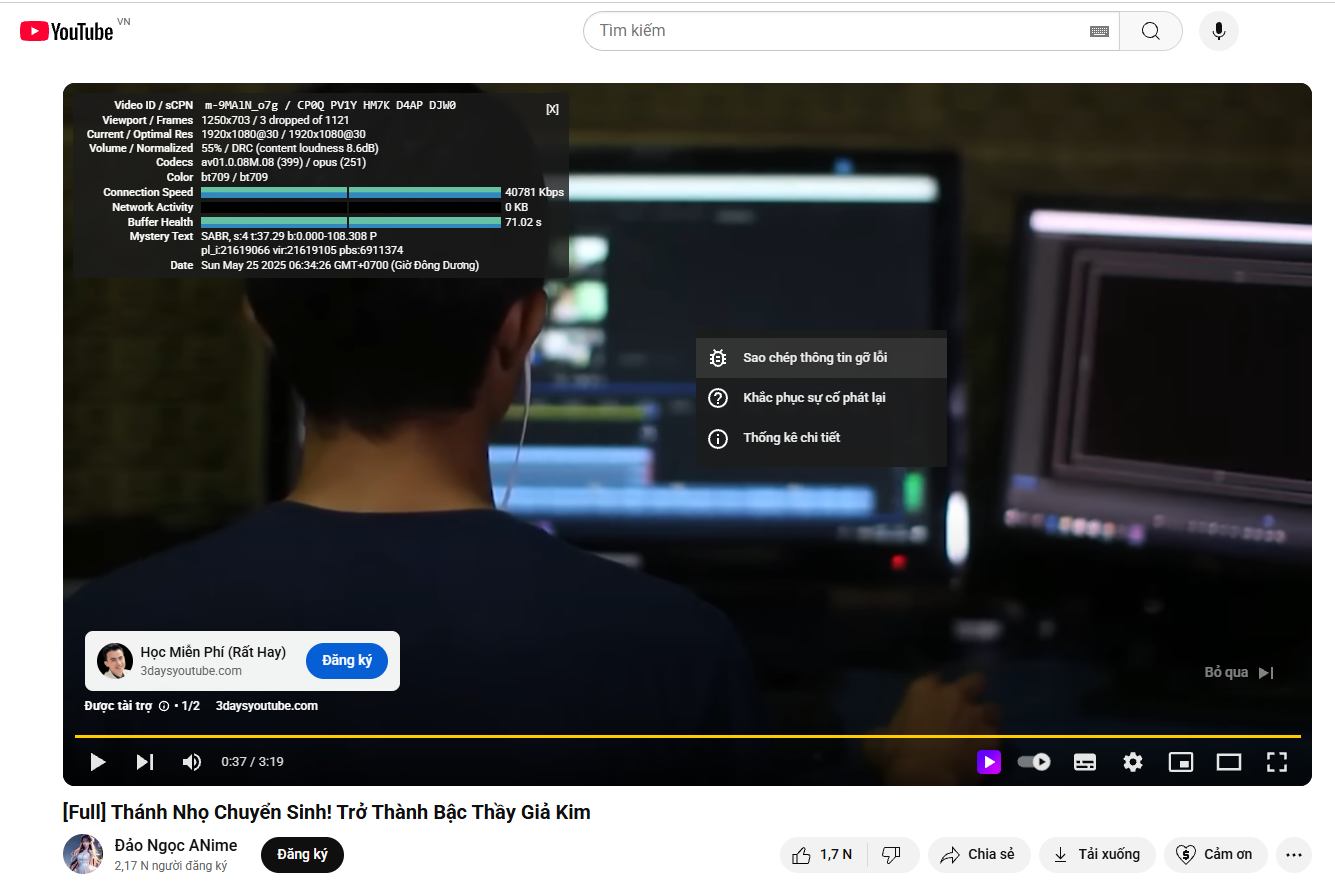 YouTube VN
Tìm kiếm
Video ID / sCPN m-9MAlN_o7g / CP0Q PV1Y HM7K D4AP DJW0
[X]
Viewport / Frames 1250x703 / 3 dropped of 1121
Current / Optimal Res 1920x1080@30 / 1920x1080@30
Volume / Normalized 55% / DRC (content loudness 8.6dB)
Codecs av01.0.08M.08 (399) / opus (251)
Color bt709 / bt709
Connection Speed 40781 Kbps
Network Activity 0 KB
Buffer Health 71.02 s
Mystery Text SABR, s:4 t:37.29 b:0.000-108.308 P
pl_i:21619066 vir:21619105 pbs:6911374
Date Sun May 25 2025 06:34:26 GMT+0700 (Giờ Đông Dương)
Sao chép thông tin gỡ lỗi
Khắc phục sự cố phát lại
Thống kê chi tiết
Học Miễn Phí (Rất Hay)
3daysyoutube.com
Đăng ký
Bỏ qua
Được tài trợ · 1/2 3daysyoutube.com
0:37 / 3:19
[Full] Thánh Nhọ Chuyển Sinh! Trở Thành Bậc Thầy Giả Kim
Đảo Ngọc ANime
2,17 N người đăng ký
Đăng ký
1,7 N
Chia sẻ
Tải xuống
Cảm ơn